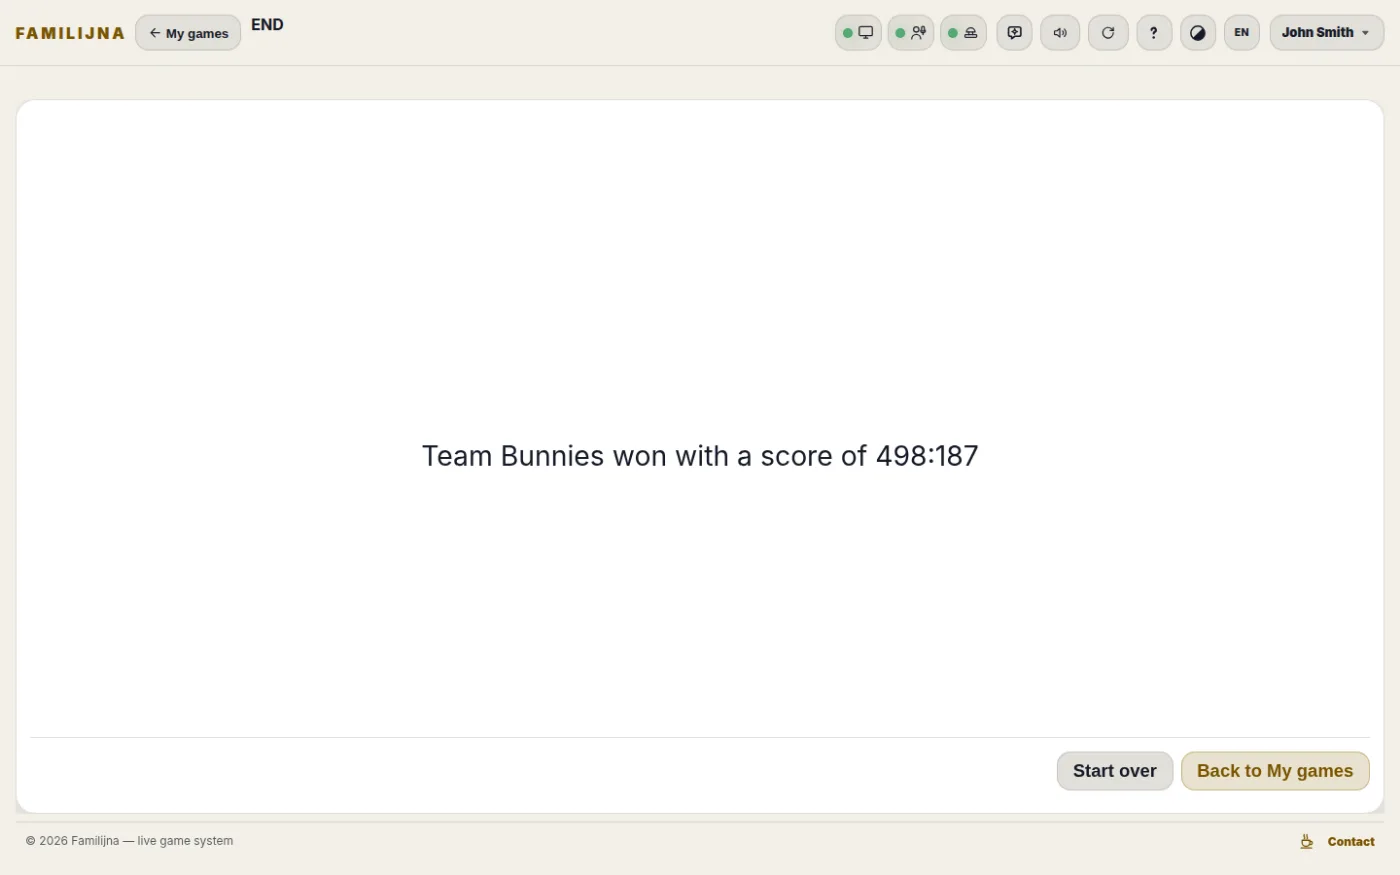 FAMILIJNA
← My games
END
?
EN
John Smith
Team Bunnies won with a score of 498:187
Start over
Back to My games
© 2026 Familijna — live game system
Contact